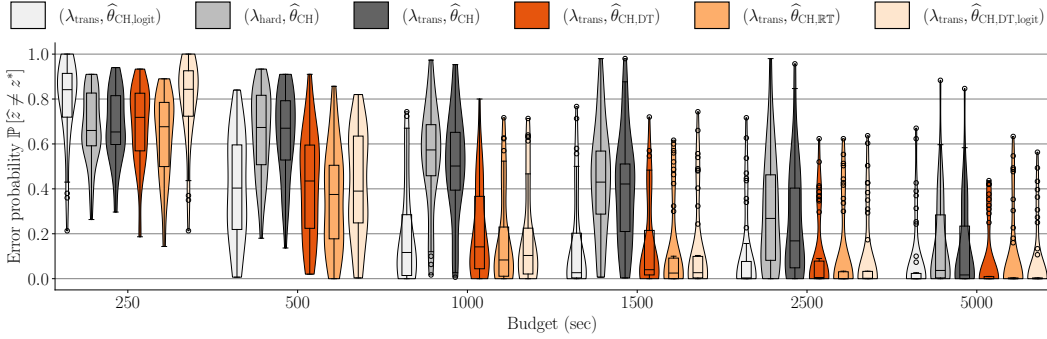 (λ_trans, θ̂_CH,logit) (λ_hard, θ̂_CH) (λ_trans, θ̂_CH) (λ_trans, θ̂_CH,DT) (λ_trans, θ̂_CH,ℝ𝕋) (λ_trans, θ̂_CH,DT,logit)
Error probability ℙ[ẑ ≠ z*]
1.0
0.8
0.6
0.4
0.2
0.0
250 500 1000 1500 2500 5000
Budget (sec)